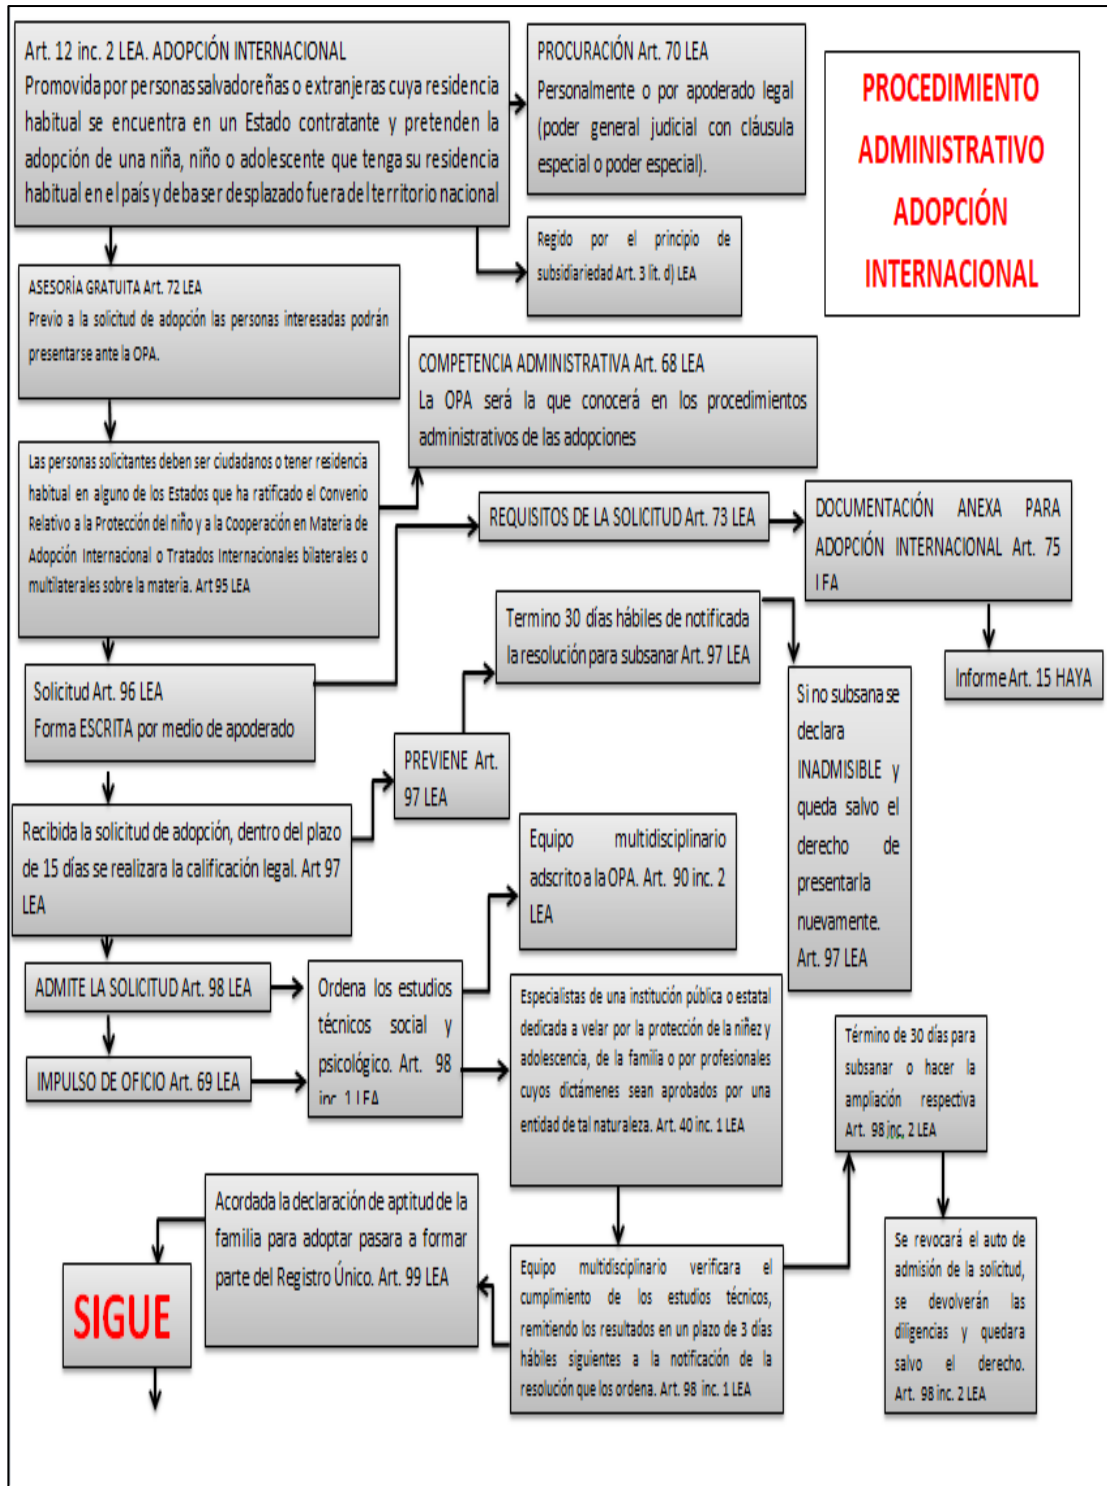 Art. 12 inc. 2 LEA. ADOPCIÓN INTERNACIONAL
Promovida por personas salvadoreñas o extranjeras cuya residencia
habitual se encuentra en un Estado contratante y pretenden la
adopción de una niña, niño o adolescente que tenga su residencia
habitual en el país y deba ser desplazado fuera del territorio nacional
PROCURACIÓN Art. 70 LEA
Personalmente o por apoderado legal
(poder general judicial con cláusula
especial o poder especial).
PROCEDIMIENTO
ADMINISTRATIVO
ADOPCIÓN
INTERNACIONAL
Regido por el principio de
subsidiariedad Art. 3 lit. d) LEA
ASESORÍA GRATUITA Art. 72 LEA
Previo a la solicitud de adopción las personas interesadas podrán
presentarse ante la OPA.
COMPETENCIA ADMINISTRATIVA Art. 68 LEA
La OPA será la que conocerá en los procedimientos
administrativos de las adopciones
Las personas solicitantes deben ser ciudadanos o tener residencia
habitual en alguno de los Estados que ha ratificado el Convenio
Relativo a la Protección del niño y a la Cooperación en Materia de
Adopción Internacional o Tratados Internacionales bilaterales o
multilaterales sobre la materia. Art 95 LEA
REQUISITOS DE LA SOLICITUD Art. 73 LEA
DOCUMENTACIÓN ANEXA PARA
ADOPCIÓN INTERNACIONAL Art. 75
LEA
Termino 30 días hábiles de notificada
la resolución para subsanar Art. 97 LEA
Informe Art. 15 HAYA
Solicitud Art. 96 LEA
Forma ESCRITA por medio de apoderado
Si no subsana se
declara
INADMISIBLE y
queda salvo el
derecho de
presentarla
nuevamente.
Art. 97 LEA
PREVIENE Art.
97 LEA
Recibida la solicitud de adopción, dentro del plazo
de 15 días se realizara la calificación legal. Art 97
LEA
Equipo multidisciplinario
adscrito a la OPA. Art. 90 inc. 2
LEA
ADMITE LA SOLICITUD Art. 98 LEA
Ordena los estudios
técnicos social y
psicológico. Art. 98
inc. 1 LEA
Especialistas de una institución pública o estatal
dedicada a velar por la protección de la niñez y
adolescencia, de la familia o por profesionales
cuyos dictámenes sean aprobados por una
entidad de tal naturaleza. Art. 40 inc. 1 LEA
Término de 30 días para
subsanar o hacer la
ampliación respectiva
Art. 98 inc, 2 LEA
IMPULSO DE OFICIO Art. 69 LEA
Acordada la declaración de aptitud de la
familia para adoptar pasara a formar
parte del Registro Único. Art. 99 LEA
Equipo multidisciplinario verificara el
cumplimiento de los estudios técnicos,
remitiendo los resultados en un plazo de 3 días
hábiles siguientes a la notificación de la
resolución que los ordena. Art. 98 inc. 1 LEA
Se revocará el auto de
admisión de la solicitud,
se devolverán las
diligencias y quedara
salvo el derecho.
Art. 98 inc. 2 LEA
SIGUE